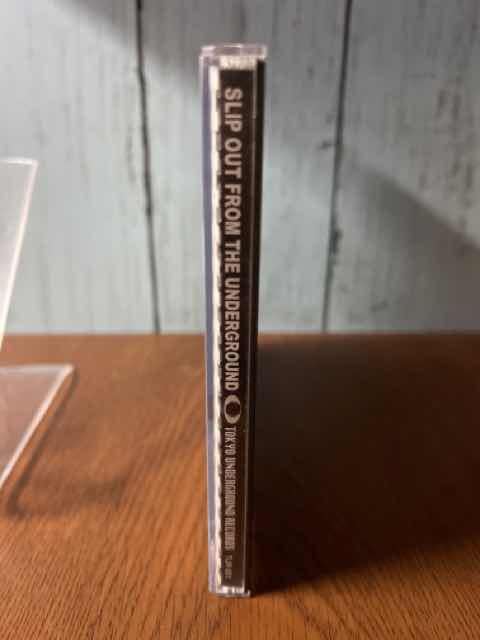 SLIP OUT FROM THE UNDERGROUND
TOKYO UNDERGROUND RECORDS